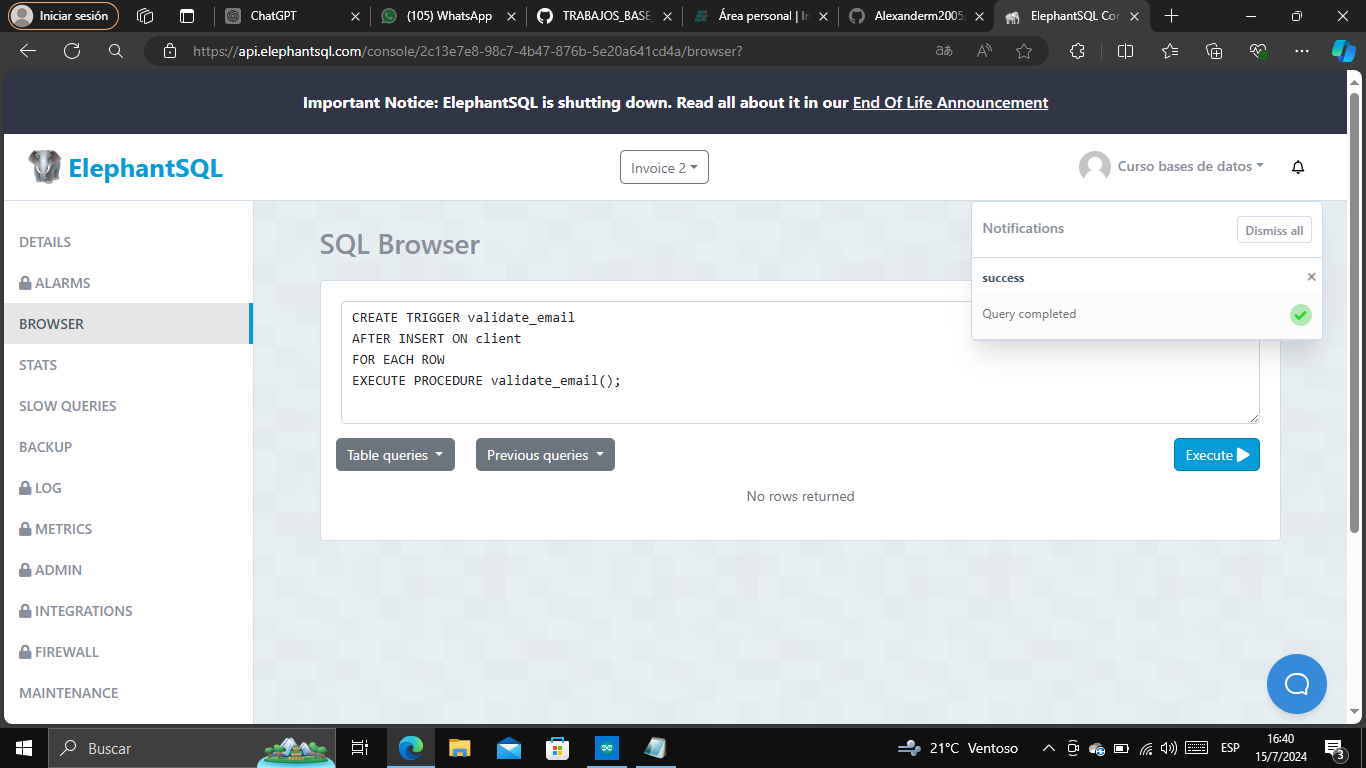 Iniciar sesión
ChatGPT
(105) WhatsApp
TRABAJOS_BASE_
Área personal | In
Alexanderm2005
ElephantSQL Con
https://api.elephantsql.com/console/2c13e7e8-98c7-4b47-876b-5e20a641cd4a/browser?
Important Notice: ElephantSQL is shutting down. Read all about it in our End Of Life Announcement
ElephantSQL
Invoice 2
Curso bases de datos
Notifications
Dismiss all
success
Query completed
DETAILS
ALARMS
BROWSER
STATS
SLOW QUERIES
BACKUP
LOG
METRICS
ADMIN
INTEGRATIONS
FIREWALL
MAINTENANCE
SQL Browser
CREATE TRIGGER validate_email
AFTER INSERT ON client
FOR EACH ROW
EXECUTE PROCEDURE validate_email();
Table queries
Previous queries
Execute
No rows returned
Buscar
21°C Ventoso
ESP
16:40
15/7/2024
3